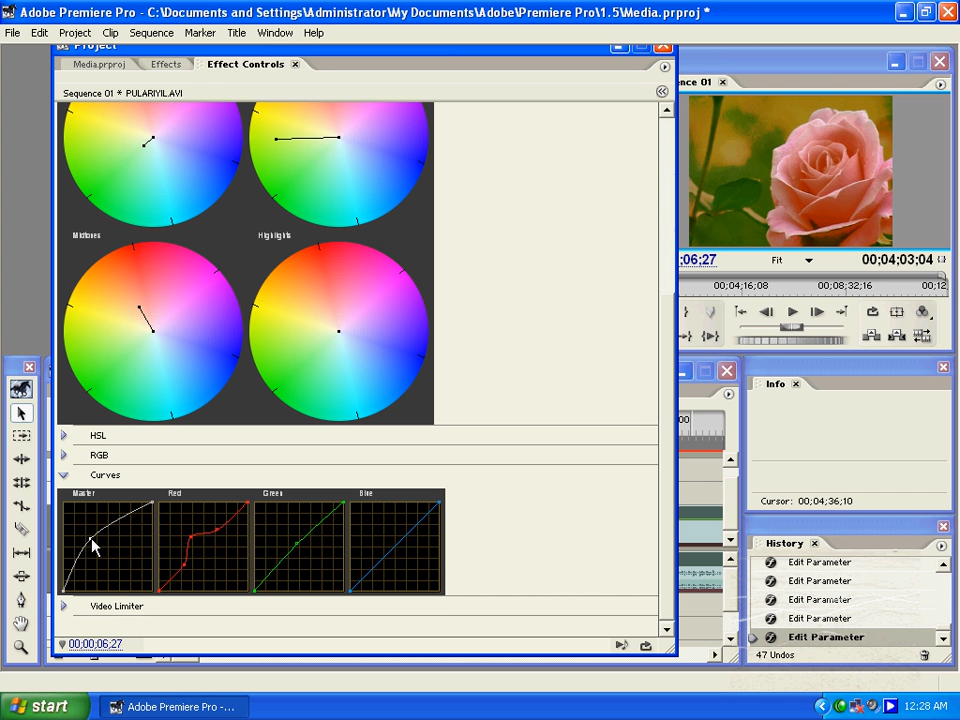 Adobe Premiere Pro - C:\Documents and Settings\Administrator\My Documents\Adobe\Premiere Pro\1.5\Media.prproj *
File Edit Project Clip Sequence Marker Title Window Help
Project
Media.prproj Effects Effect Controls
nce 01
Sequence 01 * PULARIYIL.AVI
Midtones Highlights
;06;27 Fit 00;04;03;04
00;04;16;08 00;08;32;16 00;12
Info
00
HSL
RGB
Curves
Master Red Green Blue
Cursor: 00;04;36;10
History
Edit Parameter
Edit Parameter
Edit Parameter
Edit Parameter
Edit Parameter
Video Limiter
00;00;06;27
47 Undos
start Adobe Premiere Pro -... 12:28 AM